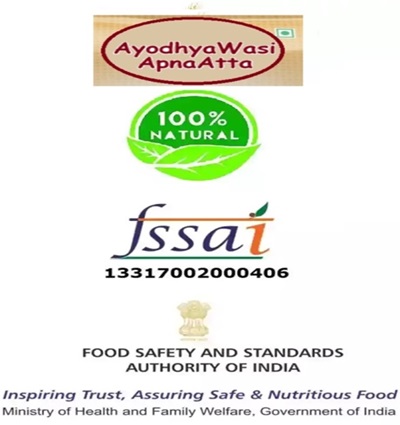 AyodhyaWasi
ApnaAtta
100%
NATURAL
fssai
13317002000406
FOOD SAFETY AND STANDARDS
AUTHORITY OF INDIA
Inspiring Trust, Assuring Safe & Nutritious Food
Ministry of Health and Family Welfare, Government of India